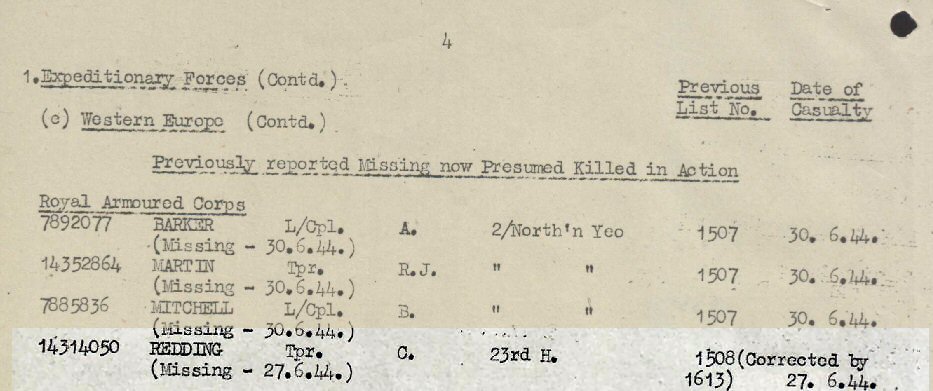 4
1. Expeditionary Forces (Contd.)
Previous Date of
List No. Casualty
(c) Western Europe (Contd.)
Previously reported Missing now Presumed Killed in Action
Royal Armoured Corps
7892077 BARKER L/Cpl. A. 2/North'n Yeo 1507 30. 6.44.
(Missing - 30.6.44.)
14352864 MARTIN Tpr. R.J. " " 1507 30. 6.44.
(Missing - 30.6.44.)
7885836 MITCHELL L/Cpl. B. " " 1507 30. 6.44.
(Missing - 30.6.44.)
14314050 REDDING Tpr. C. 23rd H. 1508(Corrected by
(Missing - 27.6.44.) 1613) 27. 6.44.